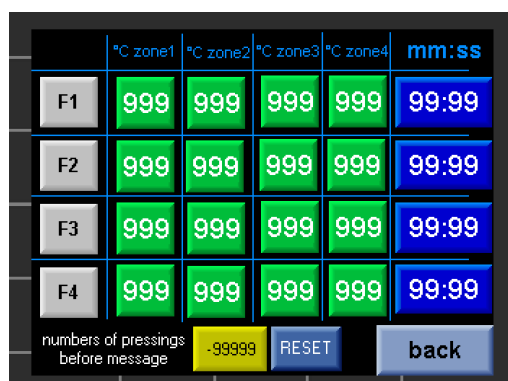 °C zone1 °C zone2 °C zone3 °C zone4 mm:ss
F1 999 999 999 999 99:99
F2 999 999 999 999 99:99
F3 999 999 999 999 99:99
F4 999 999 999 999 99:99
numbers of pressings
before message
-99999 RESET back